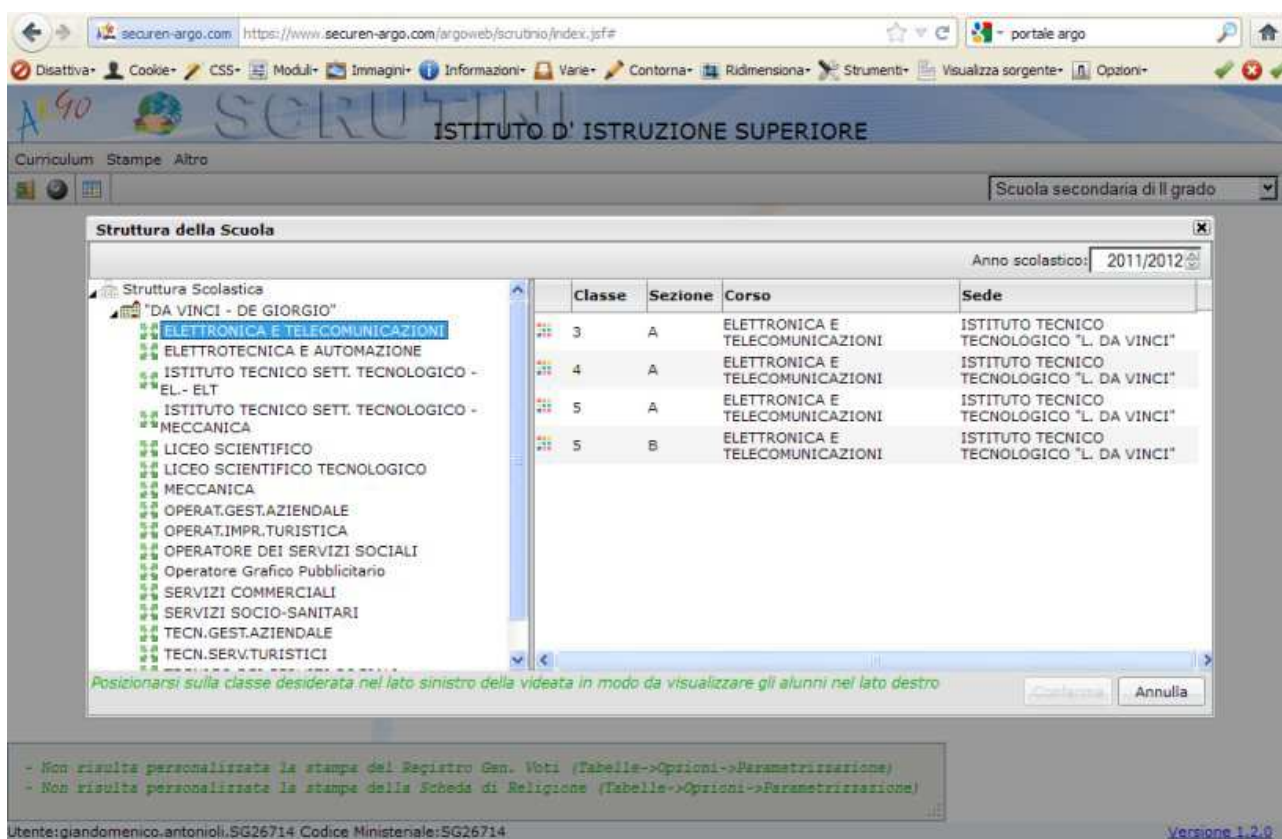 securen-argo.com https://www.securen-argo.com/argoweb/scrutinio/index.jsf# portale argo
Disattiva Cookie CSS Moduli Immagini Informazioni Varie Contorna Ridimensiona Strumenti Visualizza sorgente Opzioni
Argo SCRUTINI ISTITUTO D' ISTRUZIONE SUPERIORE
Curriculum Stampe Altro
Scuola secondaria di II grado
Struttura della Scuola
Anno scolastico: 2011/2012
Struttura Scolastica
"DA VINCI - DE GIORGIO"
ELETTRONICA E TELECOMUNICAZIONI
ELETTROTECNICA E AUTOMAZIONE
ISTITUTO TECNICO SETT. TECNOLOGICO -
EL.- ELT
ISTITUTO TECNICO SETT. TECNOLOGICO -
MECCANICA
LICEO SCIENTIFICO
LICEO SCIENTIFICO TECNOLOGICO
MECCANICA
OPERAT.GEST.AZIENDALE
OPERAT.IMPR.TURISTICA
OPERATORE DEI SERVIZI SOCIALI
Operatore Grafico Pubblicitario
SERVIZI COMMERCIALI
SERVIZI SOCIO-SANITARI
TECN.GEST.AZIENDALE
TECN.SERV.TURISTICI
Classe Sezione Corso Sede
3 A ELETTRONICA E TELECOMUNICAZIONI ISTITUTO TECNICO TECNOLOGICO "L. DA VINCI"
4 A ELETTRONICA E TELECOMUNICAZIONI ISTITUTO TECNICO TECNOLOGICO "L. DA VINCI"
5 A ELETTRONICA E TELECOMUNICAZIONI ISTITUTO TECNICO TECNOLOGICO "L. DA VINCI"
5 B ELETTRONICA E TELECOMUNICAZIONI ISTITUTO TECNICO TECNOLOGICO "L. DA VINCI"
Posizionarsi sulla classe desiderata nel lato sinistro della videata in modo da visualizzare gli alunni nel lato destro
Conferma Annulla
- Non risulta personalizzata la stampa del Registro Gen. Voti (Tabelle->Opzioni->Parametrizzazione)
- Non risulta personalizzata la stampa della Scheda di Religione (Tabelle->Opzioni->Parametrizzazione)
Utente:giandomenico.antonioli.SG26714 Codice Ministeriale:SG26714 Versione 1.2.0